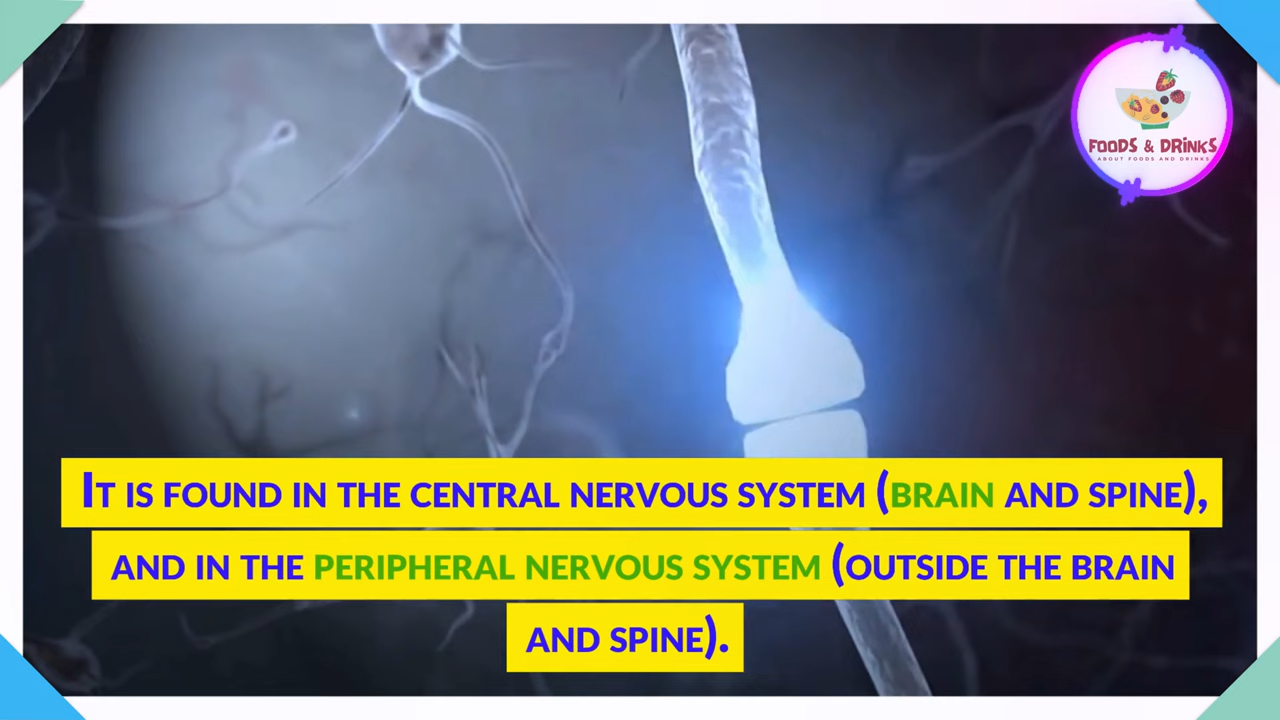 FOODS & DRINKS
ABOUT FOODS AND DRINKS
IT IS FOUND IN THE CENTRAL NERVOUS SYSTEM (BRAIN AND SPINE),
AND IN THE PERIPHERAL NERVOUS SYSTEM (OUTSIDE THE BRAIN
AND SPINE).